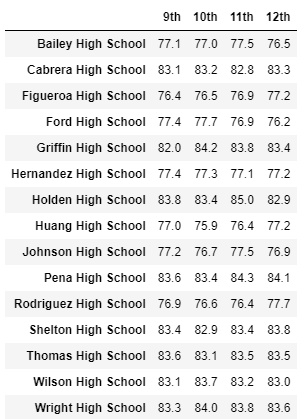 9th 10th 11th 12th
Bailey High School 77.1 77.0 77.5 76.5
Cabrera High School 83.1 83.2 82.8 83.3
Figueroa High School 76.4 76.5 76.9 77.2
Ford High School 77.4 77.7 76.9 76.2
Griffin High School 82.0 84.2 83.8 83.4
Hernandez High School 77.4 77.3 77.1 77.2
Holden High School 83.8 83.4 85.0 82.9
Huang High School 77.0 75.9 76.4 77.2
Johnson High School 77.2 76.7 77.5 76.9
Pena High School 83.6 83.4 84.3 84.1
Rodriguez High School 76.9 76.6 76.4 77.7
Shelton High School 83.4 82.9 83.4 83.8
Thomas High School 83.6 83.1 83.5 83.5
Wilson High School 83.1 83.7 83.2 83.0
Wright High School 83.3 84.0 83.8 83.6